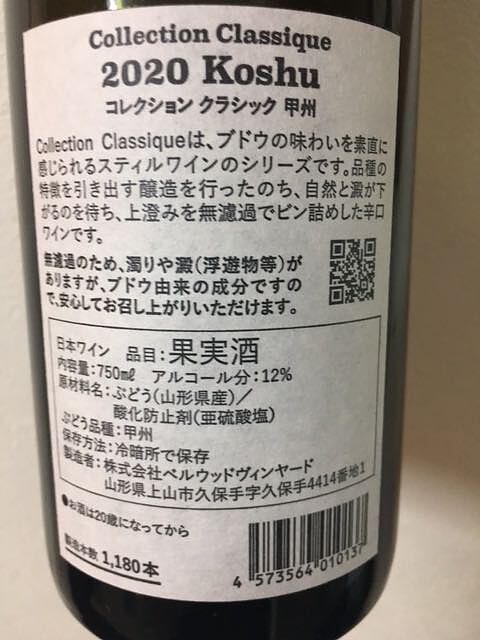 Collection Classique
2020 Koshu
コレクション クラシック 甲州
Collection Classiqueは、ブドウの味わいを素直に
感じられるスティルワインのシリーズです。品種の
特徴を引き出す醸造を行ったのち、自然と澱が下
がるのを待ち、上澄みを無濾過でビン詰めした辛口
ワインです。
無濾過のため、濁りや澱(浮遊物等)が
ありますが、ブドウ由来の成分ですの
で、安心してお召し上がりいただけます。
日本ワイン 品目:果実酒
内容量:750㎖ アルコール分:12%
原材料名:ぶどう(山形県産)/
酸化防止剤(亜硫酸塩)
ぶどう品種:甲州
保存方法:冷暗所で保存
製造者:株式会社ベルウッドヴィンヤード
山形県上山市久保手字久保手4414番地1
●お酒は20歳になってから
製造本数 1,180本
4 573564 010137